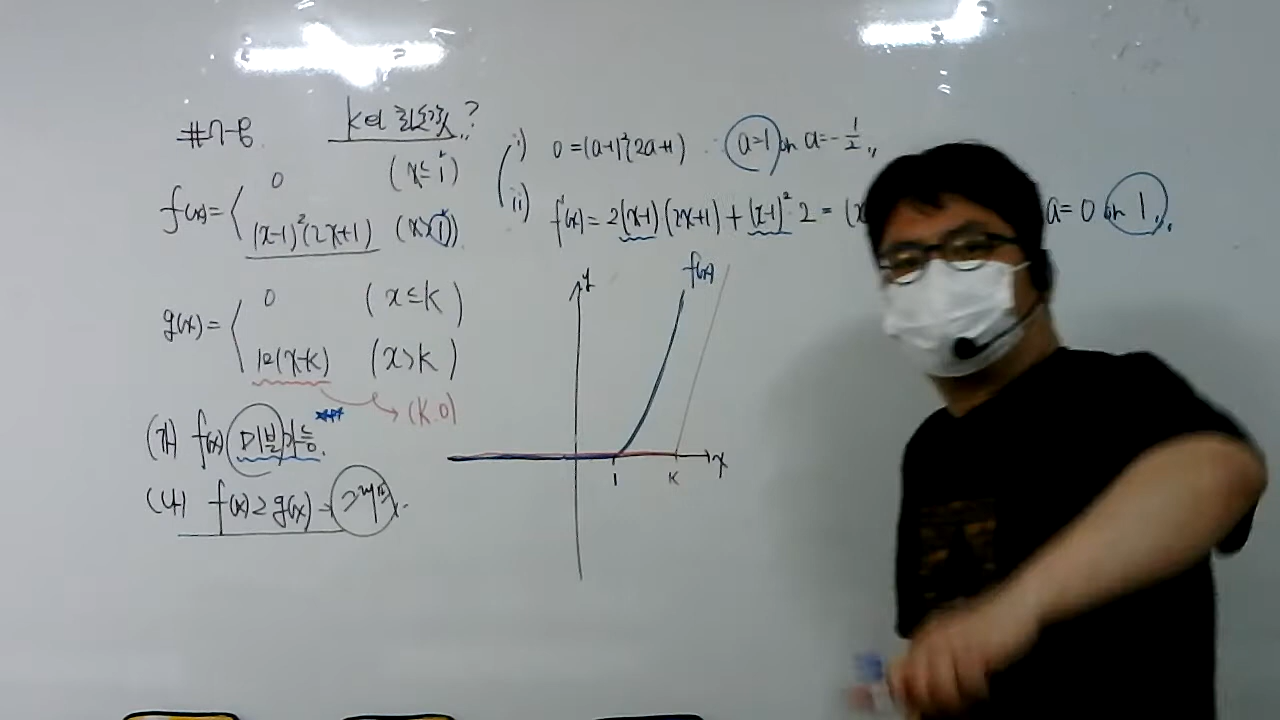 #7-8. k의 최솟값..?
f(x)= 0 (x≤1)
(x-1)²(2x+1) (x>1)
i) 0=(a-1)²(2a+1) ∴ a=1 or a=-1/2
ii) f'(x)=2(x-1)(2x+1)+(x-1)²·2=(x a=0 or 1.
g(x)= 0 (x≤k)
12(x-k) (x>k)
→(k.0)
(가) f(x) 미분가능.
(나) f(x)≥g(x)
y
f(x)
1
k
x